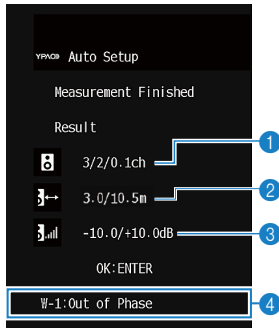 YPAO Auto Setup
Measurement Finished
Result
3/2/0.1ch
1
3.0/10.5m
2
-10.0/+10.0dB
3
OK:ENTER
W-1:Out of Phase
4